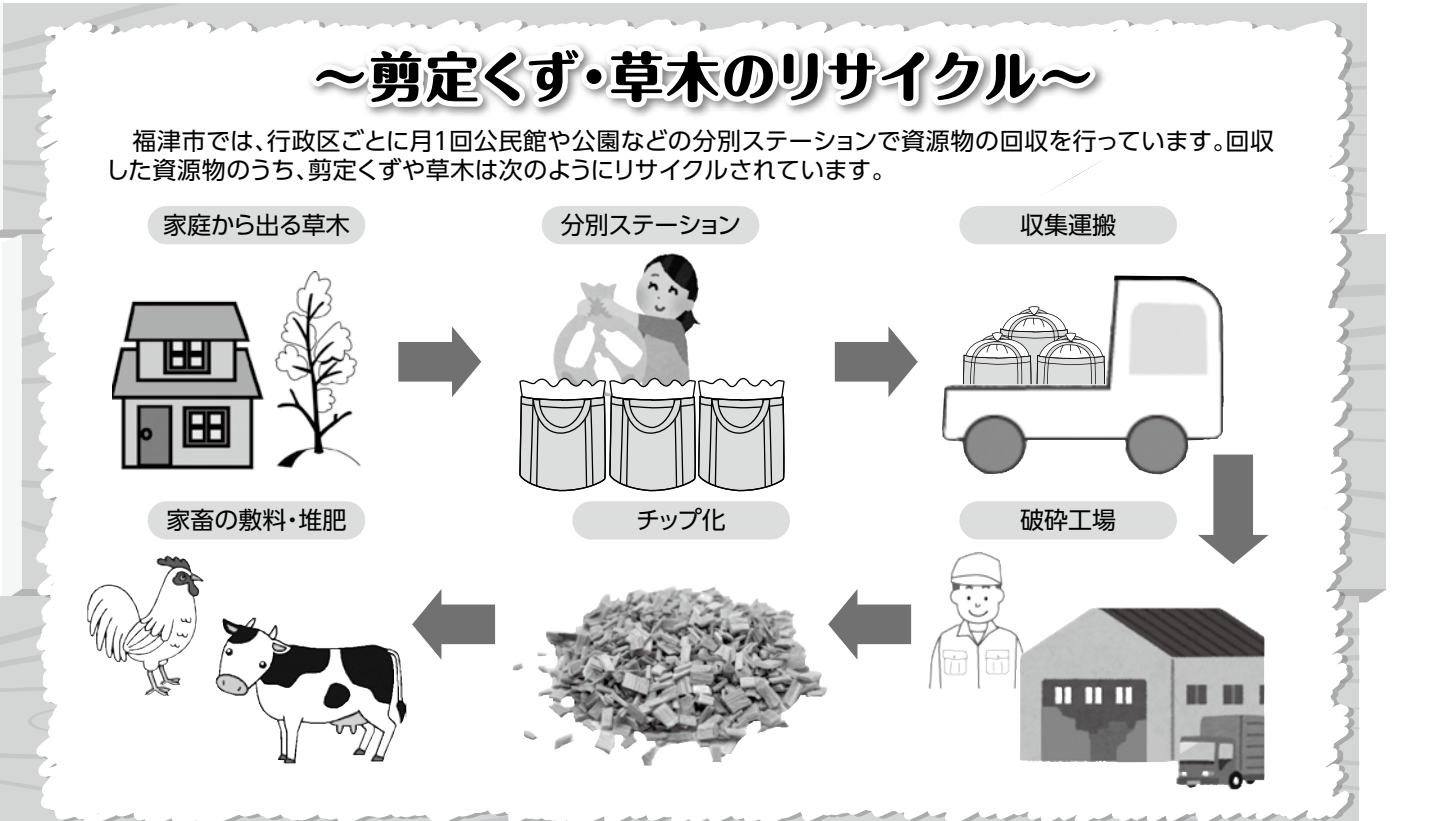 ～剪定くず・草木のリサイクル～
福津市では、行政区ごとに月1回公民館や公園などの分別ステーションで資源物の回収を行っています。回収
した資源物のうち、剪定くずや草木は次のようにリサイクルされています。
家庭から出る草木
分別ステーション
収集運搬
破砕工場
チップ化
家畜の敷料・堆肥